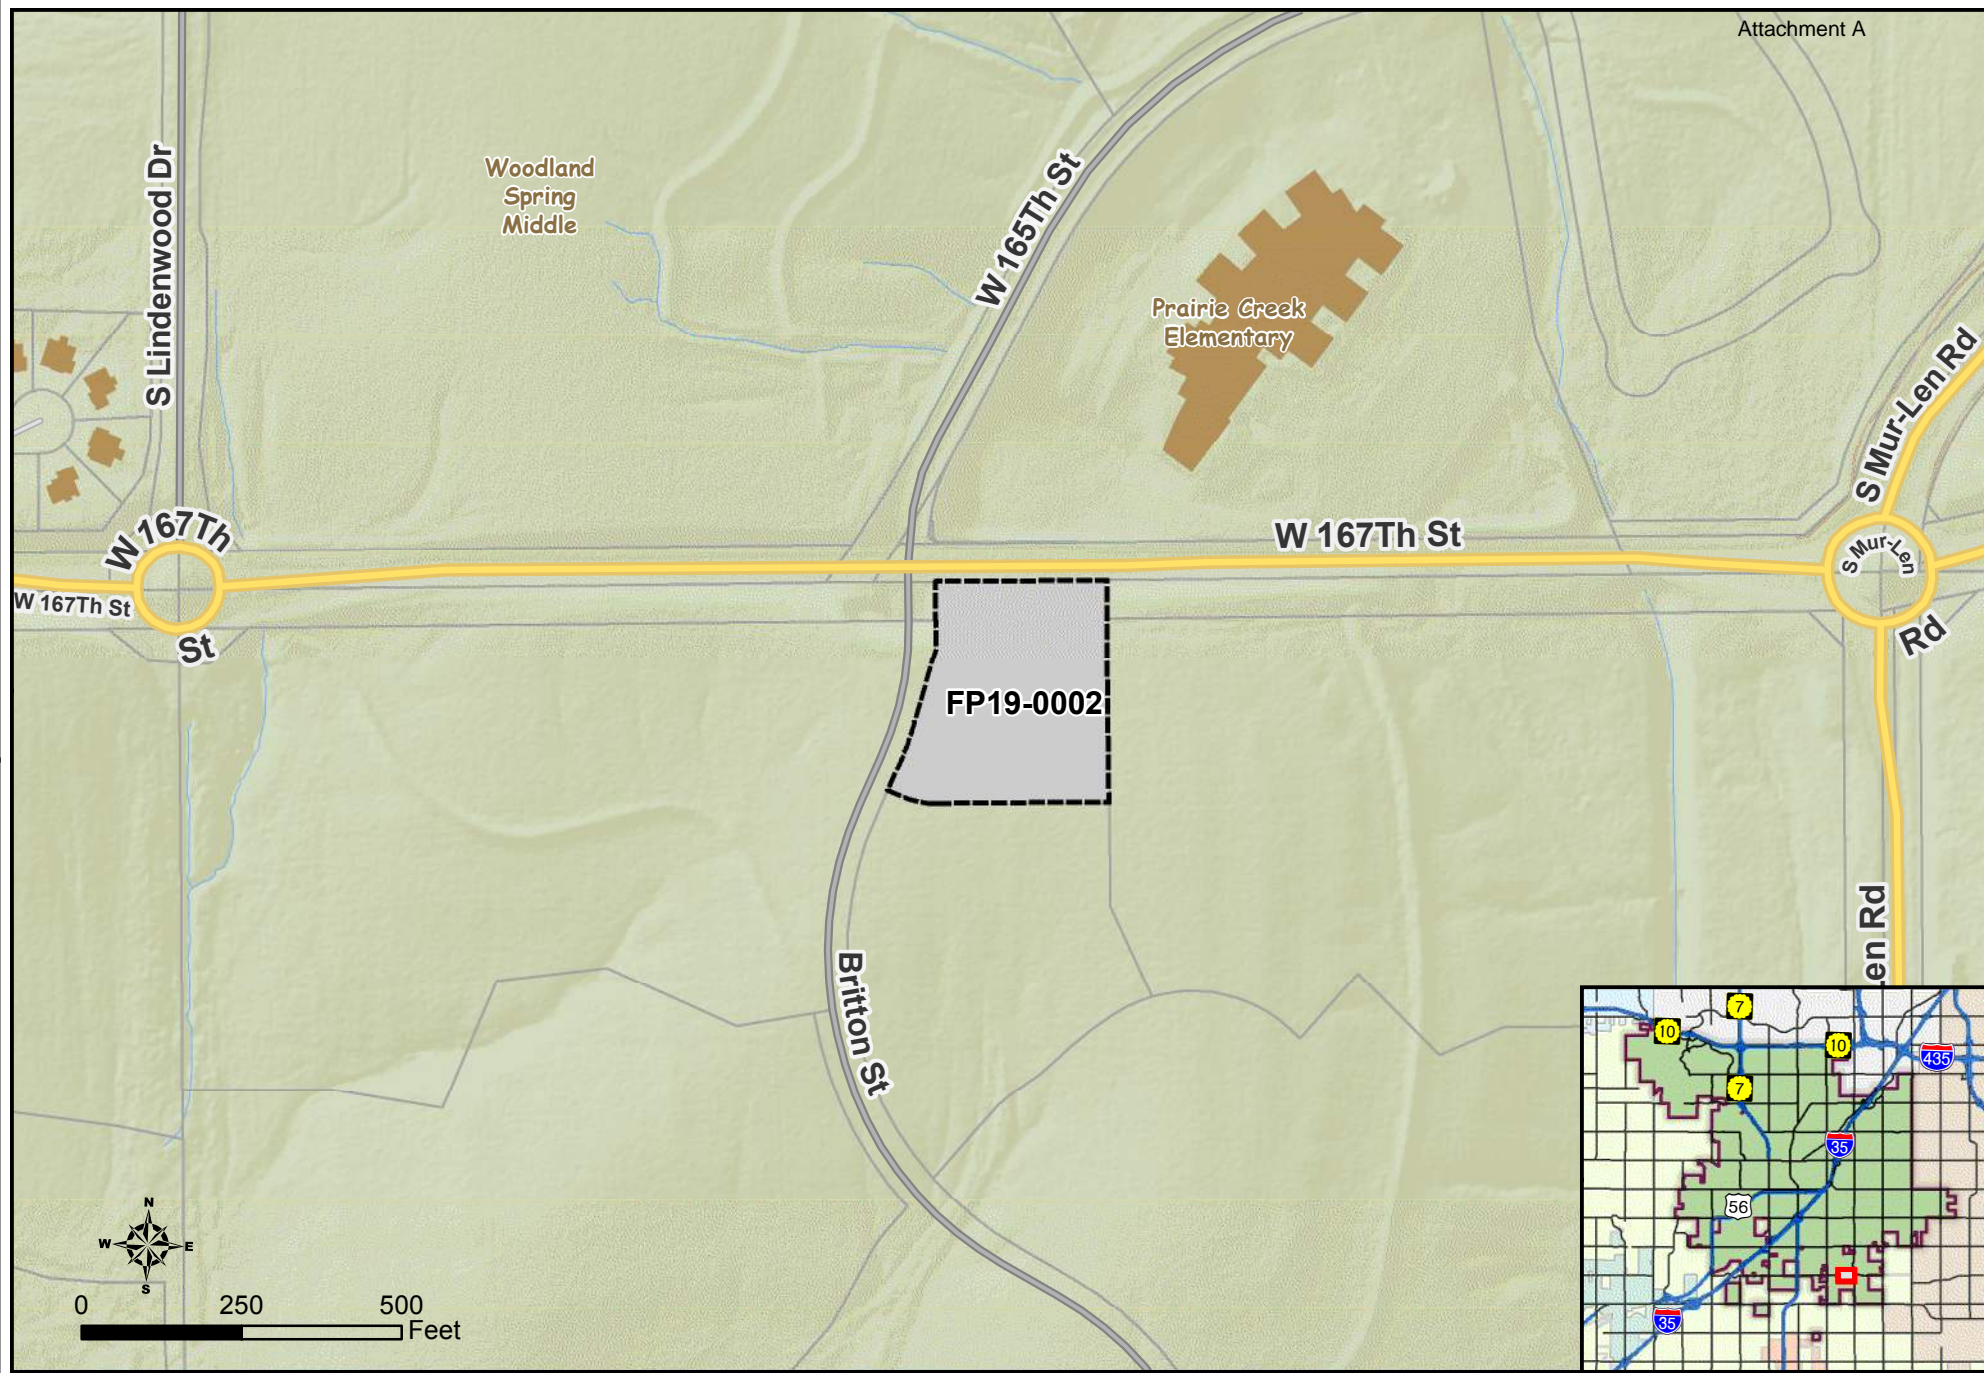 Attachment A
S Lindenwood Dr
Woodland
Spring
Middle
W 165Th St
Prairie Creek
Elementary
S Mur-Len Rd
W 167Th
St
W 167Th St
W 167Th St
S Mur-Len
Rd
FP19-0002
Len Rd
Britton St
N
W E
S
0 250 500
Feet
7
10
10
435
7
35
56
35